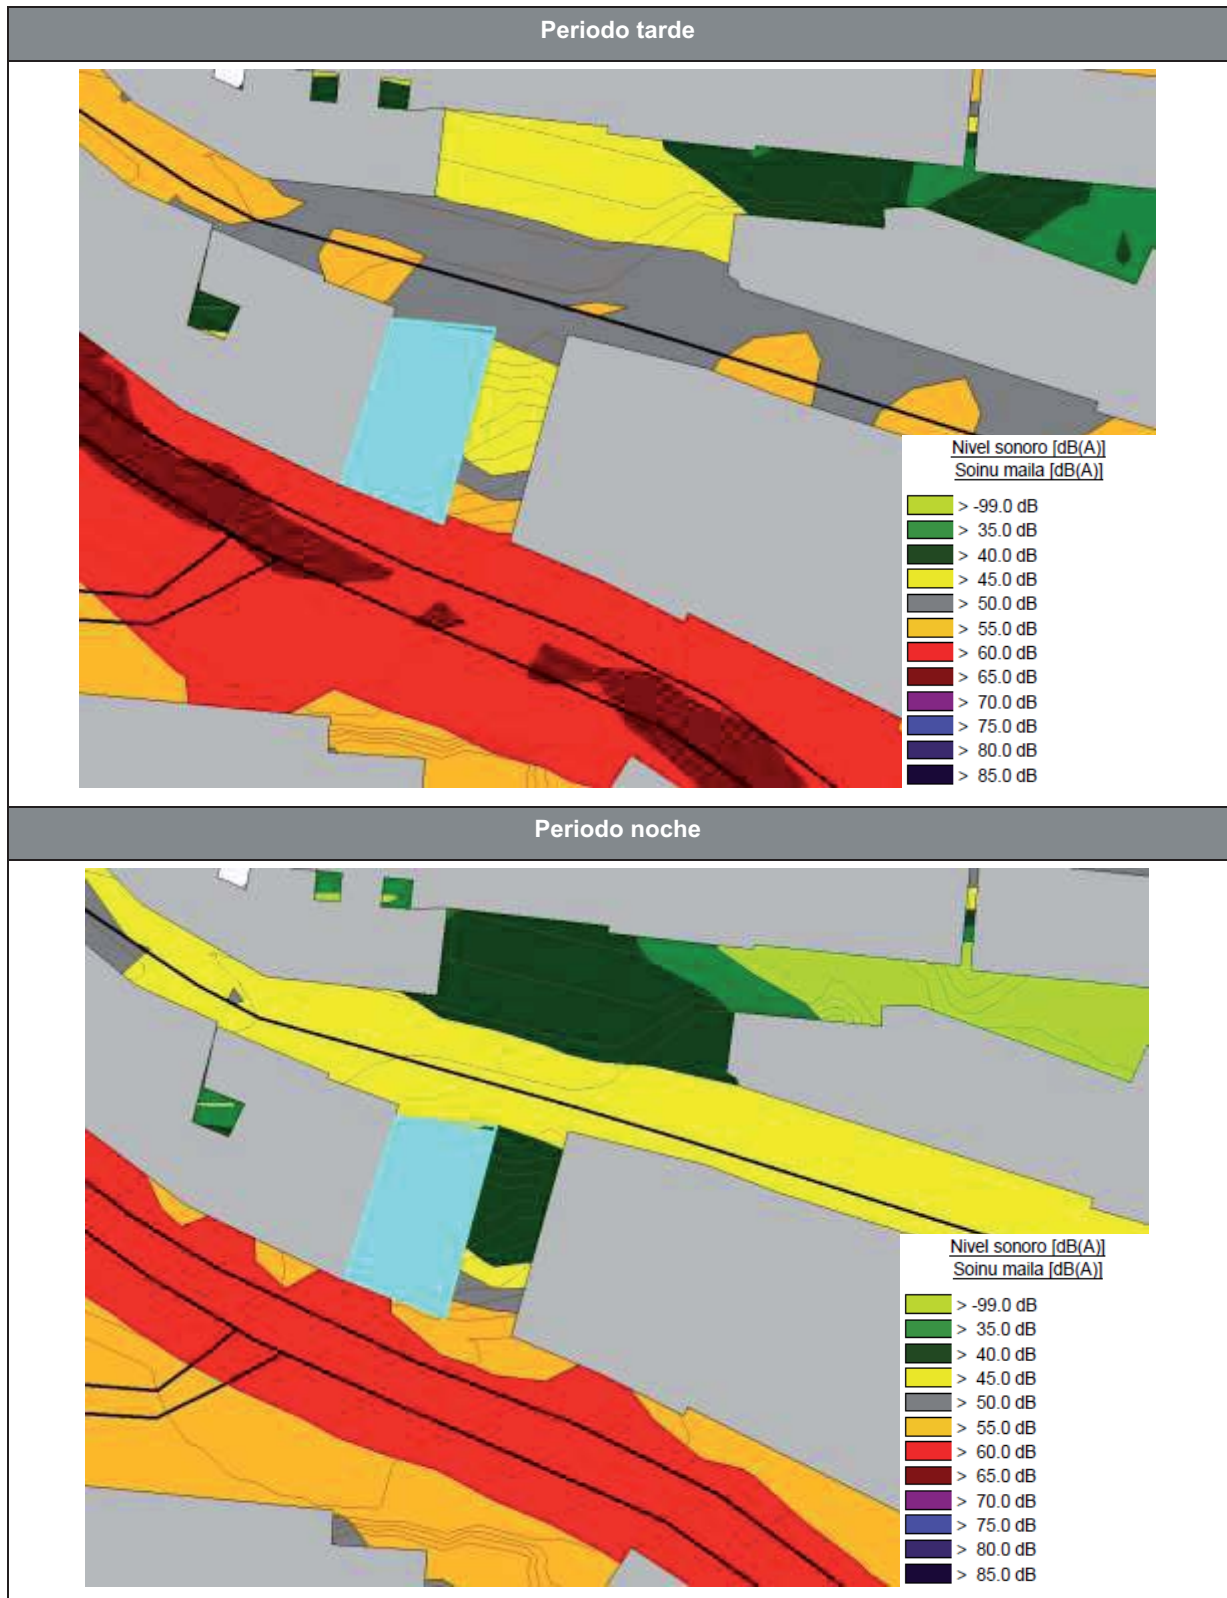 Periodo tarde
Nivel sonoro [dB(A)]
Soinu maila [dB(A)]
> -99.0 dB
> 35.0 dB
> 40.0 dB
> 45.0 dB
> 50.0 dB
> 55.0 dB
> 60.0 dB
> 65.0 dB
> 70.0 dB
> 75.0 dB
> 80.0 dB
> 85.0 dB
Periodo noche
Nivel sonoro [dB(A)]
Soinu maila [dB(A)]
> -99.0 dB
> 35.0 dB
> 40.0 dB
> 45.0 dB
> 50.0 dB
> 55.0 dB
> 60.0 dB
> 65.0 dB
> 70.0 dB
> 75.0 dB
> 80.0 dB
> 85.0 dB